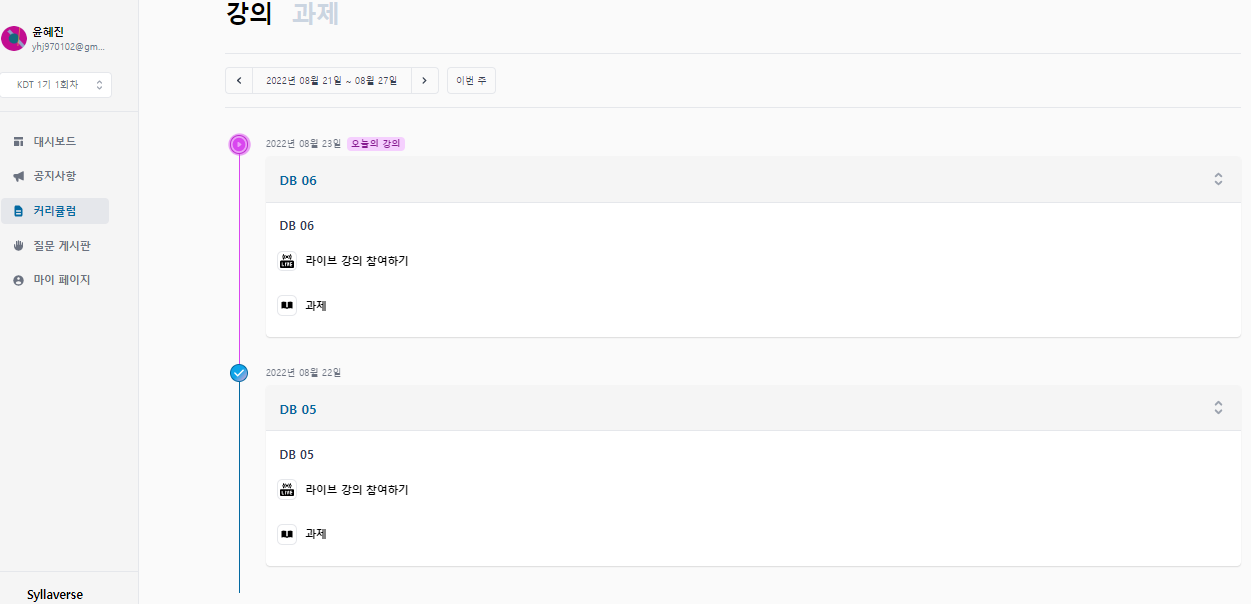 윤혜진
yhj970102@gm...
KDT 1기 1회차
대시보드
공지사항
커리큘럼
질문 게시판
마이 페이지
Syllaverse
강의 과제
2022년 08월 21일 ~ 08월 27일 이번 주
2022년 08월 23일 오늘의 강의
DB 06
DB 06
LIVE 라이브 강의 참여하기
과제
2022년 08월 22일
DB 05
DB 05
LIVE 라이브 강의 참여하기
과제